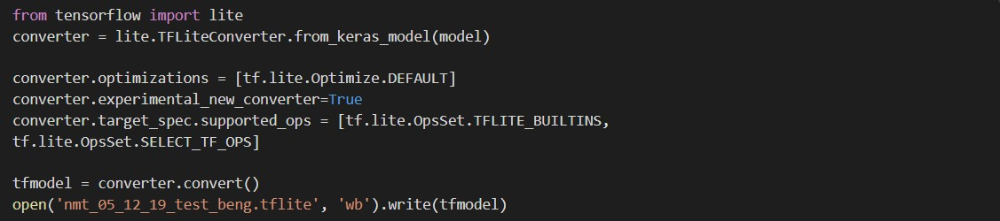 from tensorflow import lite
converter = lite.TFLiteConverter.from_keras_model(model)
converter.optimizations = [tf.lite.Optimize.DEFAULT]
converter.experimental_new_converter=True
converter.target_spec.supported_ops = [tf.lite.OpsSet.TFLITE_BUILTINS,
tf.lite.OpsSet.SELECT_TF_OPS]
tfmodel = converter.convert()
open('nmt_05_12_19_test_beng.tflite', 'wb').write(tfmodel)